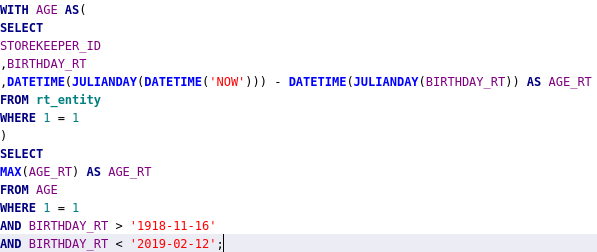 WITH AGE AS(
SELECT
STOREKEEPER_ID
,BIRTHDAY_RT
,DATETIME(JULIANDAY(DATETIME('NOW'))) - DATETIME(JULIANDAY(BIRTHDAY_RT)) AS AGE_RT
FROM rt_entity
WHERE 1 = 1
)
SELECT
MAX(AGE_RT) AS AGE_RT
FROM AGE
WHERE 1 = 1
AND BIRTHDAY_RT > '1918-11-16'
AND BIRTHDAY_RT < '2019-02-12';